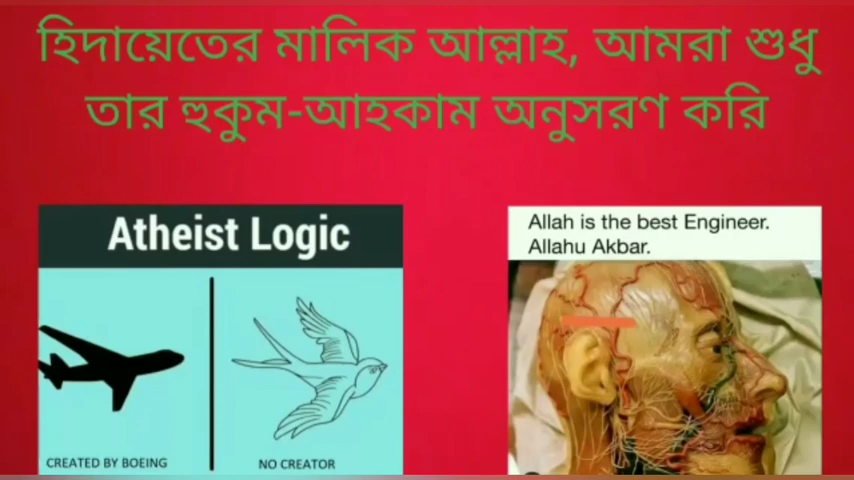 হিদায়েতের মালিক আল্লাহ, আমরা শুধু
তার হুকুম-আহকাম অনুসরণ করি
Atheist Logic
CREATED BY BOEING
NO CREATOR
Allah is the best Engineer.
Allahu Akbar.